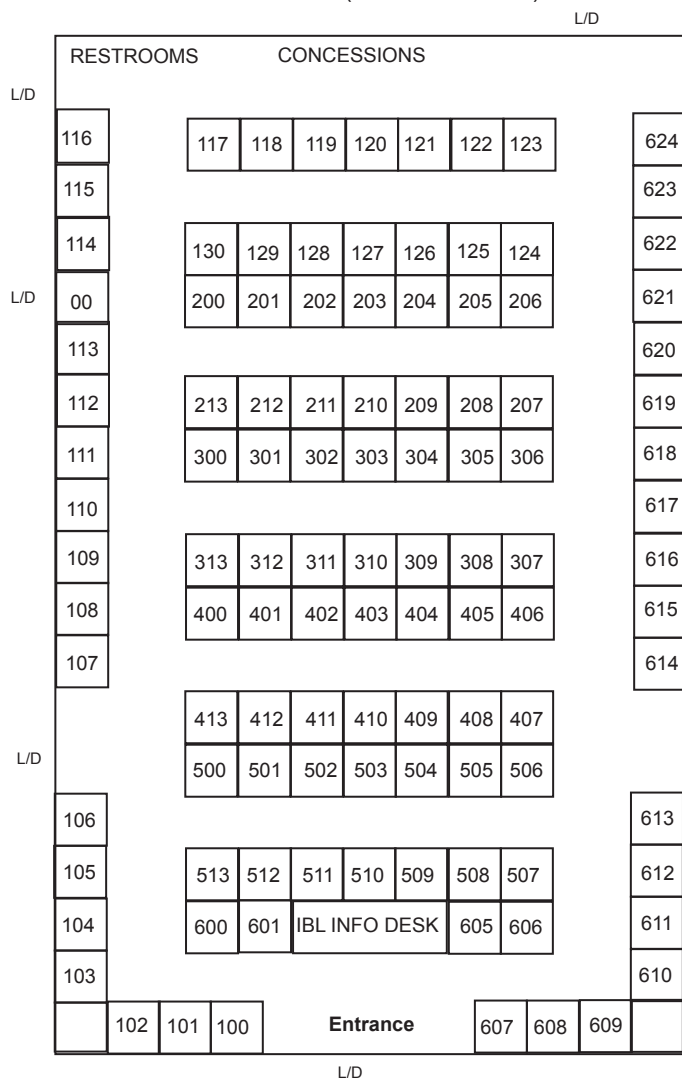 L/D
RESTROOMS CONCESSIONS
L/D
116 117 118 119 120 121 122 123 624
115 623
114 130 129 128 127 126 125 124 622
L/D 00 200 201 202 203 204 205 206 621
113 620
112 213 212 211 210 209 208 207 619
111 300 301 302 303 304 305 306 618
110 617
109 313 312 311 310 309 308 307 616
108 400 401 402 403 404 405 406 615
107 614
413 412 411 410 409 408 407
L/D 500 501 502 503 504 505 506
106 613
105 513 512 511 510 509 508 507 612
104 600 601 IBL INFO DESK 605 606 611
103 610
102 101 100 Entrance 607 608 609
L/D